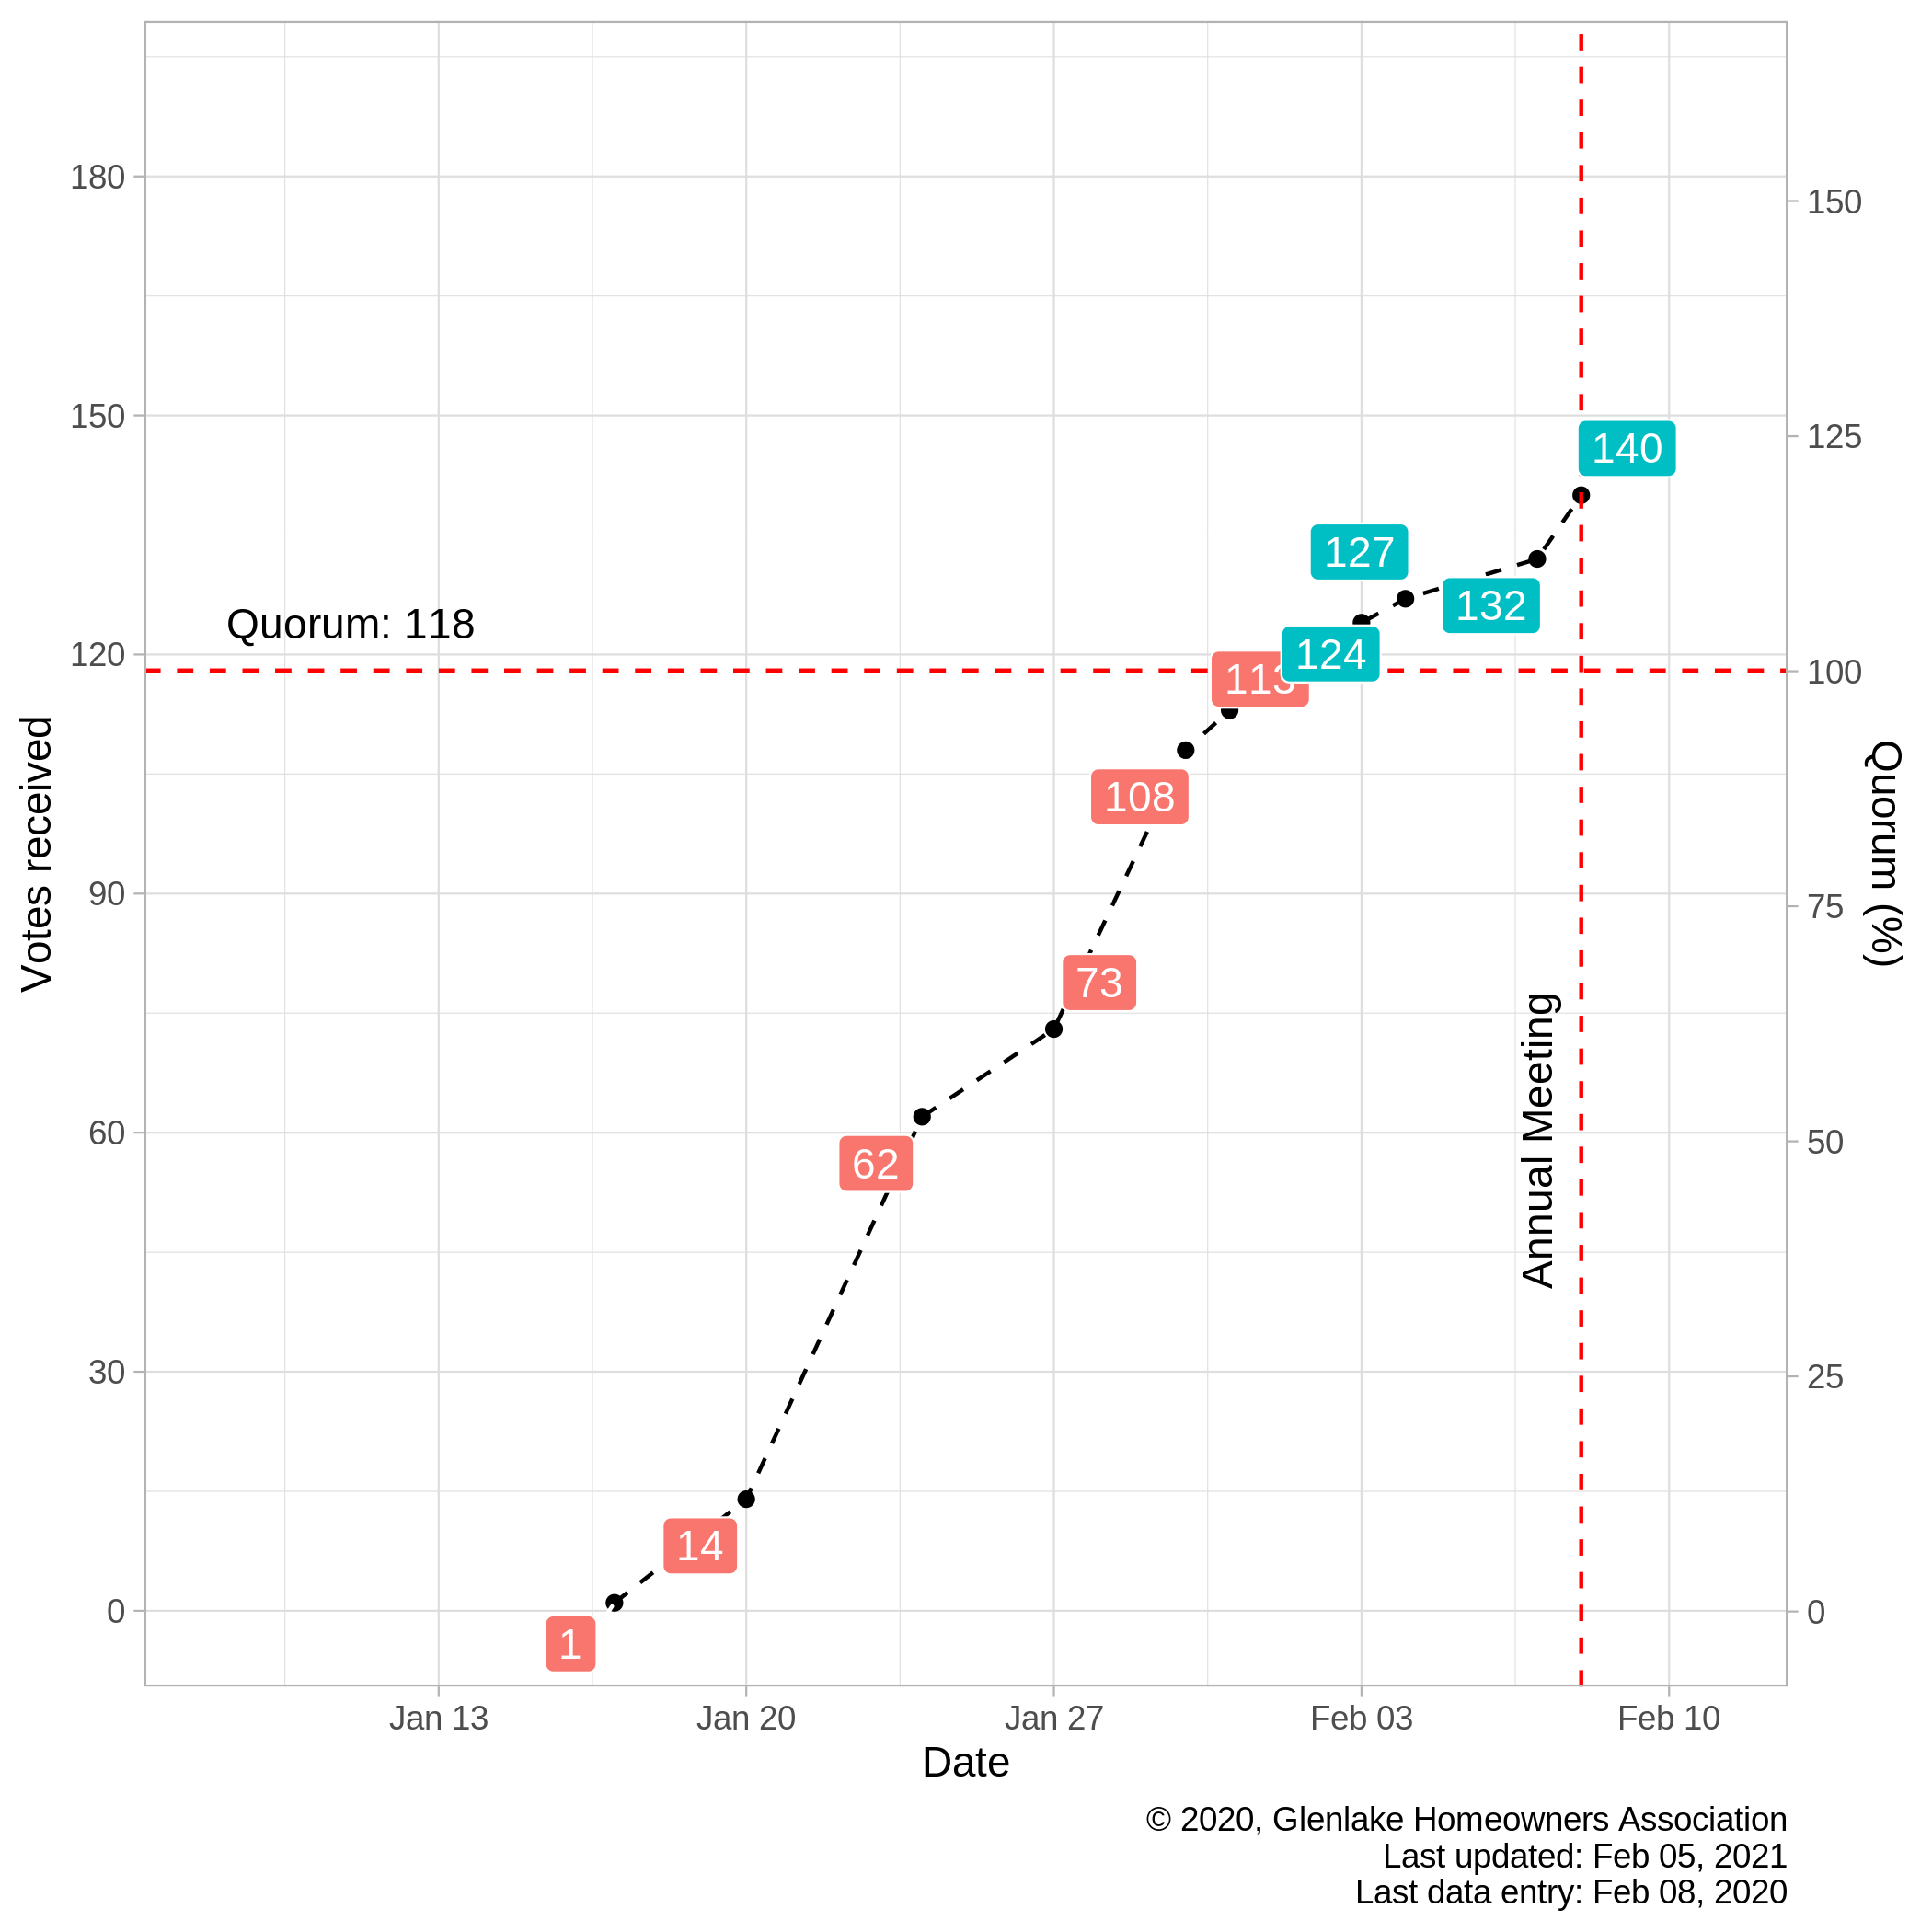 180
150
120
90
60
30
0
Votes received
150
125
100
75
50
25
0
Quorum (%)
Quorum: 118
Annual Meeting
140
127
132
124
113
108
73
62
14
1
Jan 13 Jan 20 Jan 27 Feb 03 Feb 10
Date
© 2020, Glenlake Homeowners Association
Last updated: Feb 05, 2021
Last data entry: Feb 08, 2020